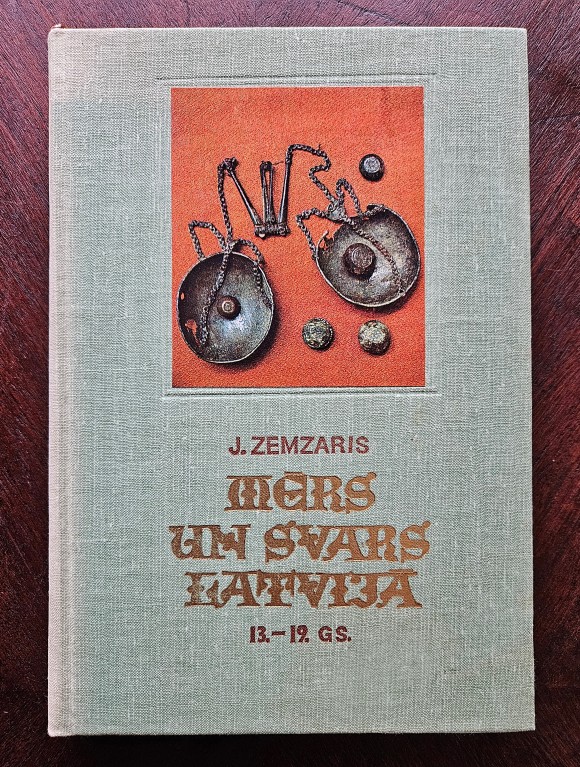 J. ZEMZARIS
MĒRS
UN SVARS
LATVIJĀ
13.–19. GS.